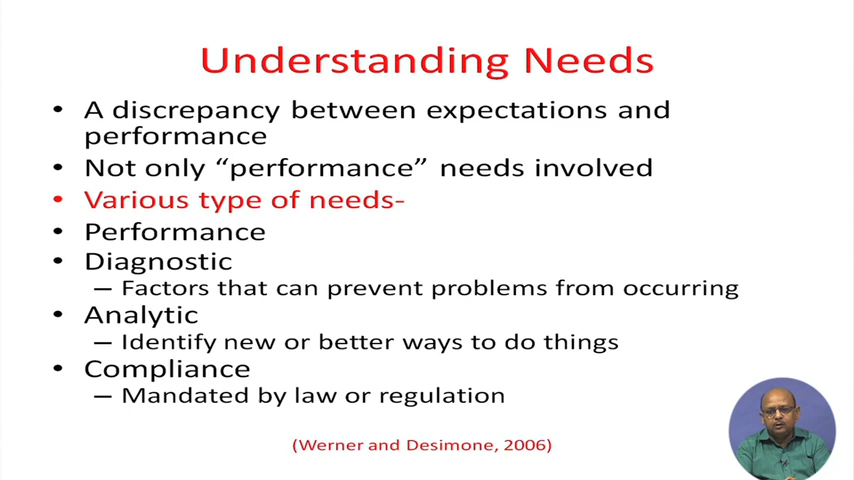 Understanding Needs
• A discrepancy between expectations and
performance
• Not only “performance” needs involved
• Various type of needs-
• Performance
• Diagnostic
– Factors that can prevent problems from occurring
• Analytic
– Identify new or better ways to do things
• Compliance
– Mandated by law or regulation
(Werner and Desimone, 2006)